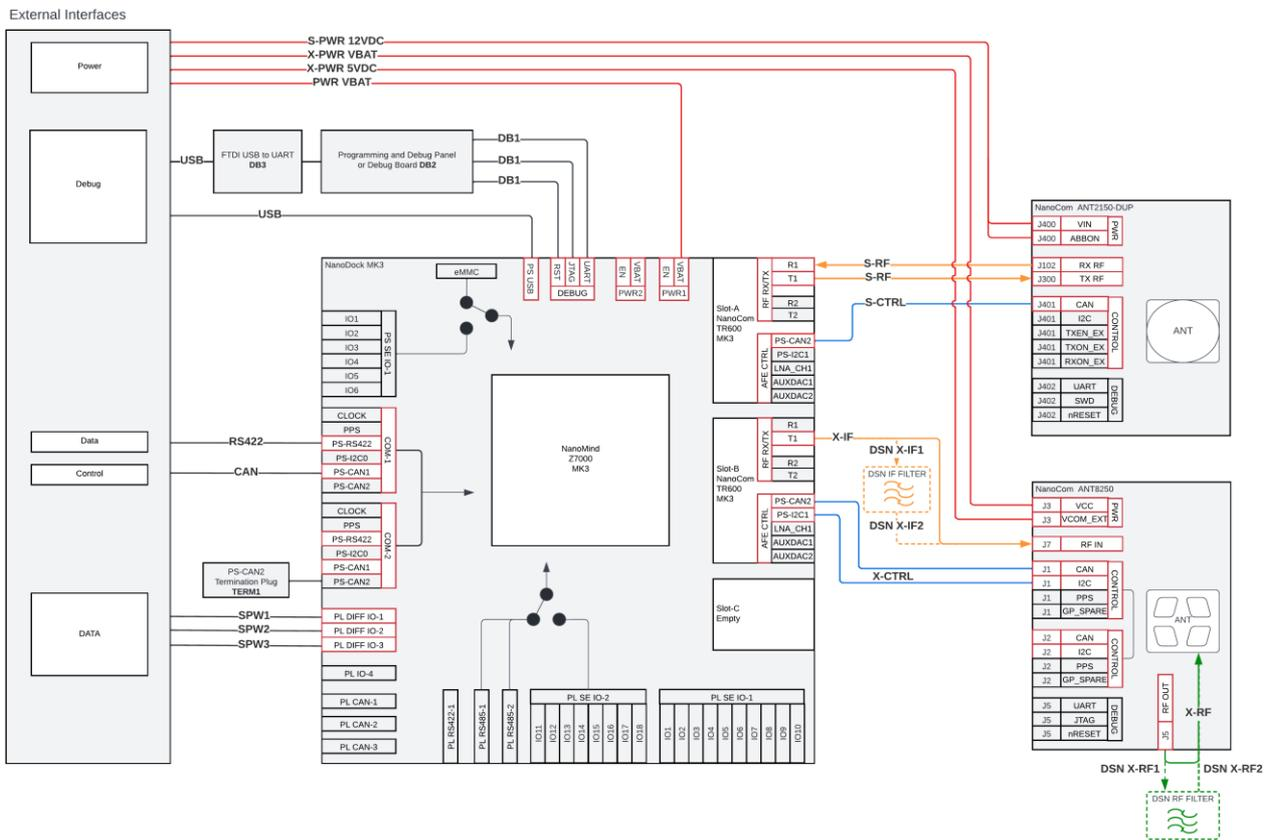 External Interfaces
Power
S-PWR 12VDC
X-PWR VBAT
X-PWR 5VDC
PWR VBAT
Debug
USB
FTDI USB to UART
DB3
Programming and Debug Panel
or Debug Board DB2
DB1
DB1
DB1
USB
Data
RS422
Control
CAN
PS-CAN2
Termination Plug
TERM1
DATA
SPW1
SPW2
SPW3
NanoDock MK3
eMMC
PS USB
RST
JTAG
UART
DEBUG
EN
VBAT
PWR2
EN
VBAT
PWR1
IO1
IO2
IO3
IO4
IO5
IO6
PS SE IO-1
CLOCK
PPS
PS-RS422
PS-I2C0
PS-CAN1
PS-CAN2
COM-1
CLOCK
PPS
PS-RS422
PS-I2C0
PS-CAN1
PS-CAN2
COM-2
PL DIFF IO-1
PL DIFF IO-2
PL DIFF IO-3
PL IO-4
PL CAN-1
PL CAN-2
PL CAN-3
NanoMind
Z7000
MK3
PL RS422-1
PL RS485-1
PL RS485-2
PL SE IO-2
IO11
IO12
IO13
IO14
IO15
IO16
IO17
IO18
PL SE IO-1
IO1
IO2
IO3
IO4
IO5
IO6
IO7
IO8
IO9
IO10
Slot-A
NanoCom
TR600
MK3
RF RX/TX
R1
T1
R2
T2
AFE CTRL
PS-CAN2
PS-I2C1
LNA_CH1
AUXDAC1
AUXDAC2
Slot-B
NanoCom
TR600
MK3
RF RX/TX
R1
T1
R2
T2
AFE CTRL
PS-CAN2
PS-I2C1
LNA_CH1
AUXDAC1
AUXDAC2
Slot-C
Empty
S-RF
S-RF
S-CTRL
X-IF
DSN X-IF1
DSN IF FILTER
DSN X-IF2
X-CTRL
NanoCom ANT2150-DUP
J400 VIN
J400 ABBON
PWR
J102 RX RF
J300 TX RF
J401 CAN
J401 I2C
J401 TXEN_EX
J401 TXON_EX
J401 RXON_EX
CONTROL
J402 UART
J402 SWD
J402 nRESET
DEBUG
ANT
NanoCom ANT8250
J3 VCC
J3 VCOM_EXT
PWR
J7 RF IN
J1 CAN
J1 I2C
J1 PPS
J1 GP_SPARE
CONTROL
J2 CAN
J2 I2C
J2 PPS
J2 GP_SPARE
CONTROL
J5 UART
J5 JTAG
J5 nRESET
DEBUG
ANT
RF OUT
J5
X-RF
DSN X-RF1
DSN X-RF2
DSN RF FILTER